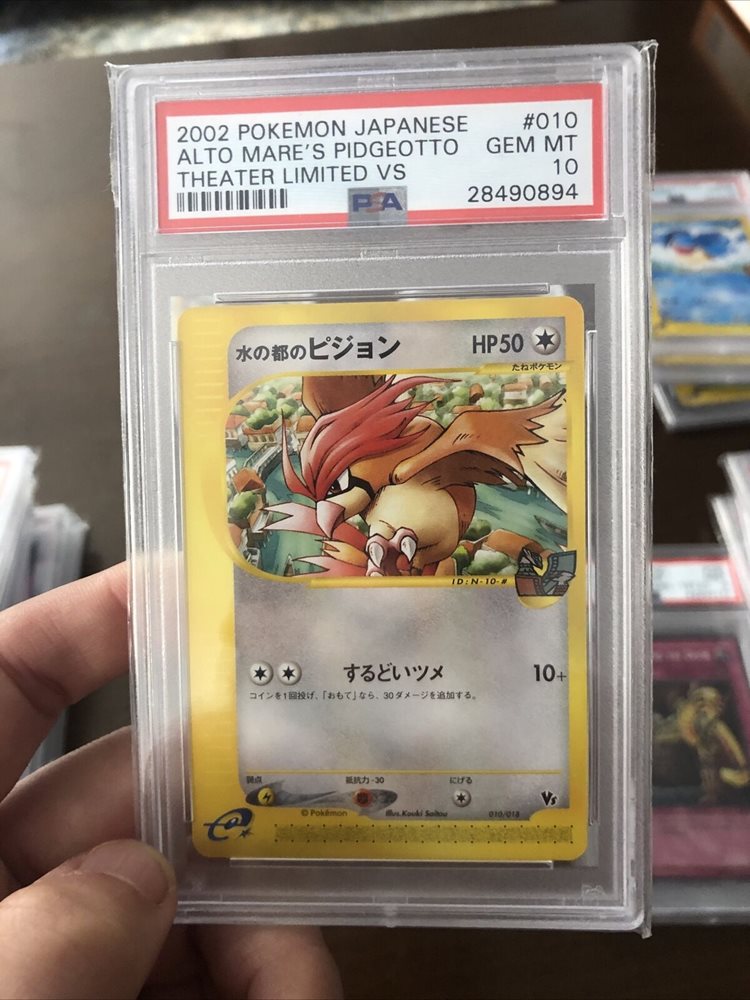 2002 POKEMON JAPANESE #010
ALTO MARE'S PIDGEOTTO GEM MT
THEATER LIMITED VS 10
PSA 28490894
水の都のピジョン HP50
たねポケモン
ID:N-10-#
するどいツメ 10+
コインを1回投げ、「おもて」なら、30ダメージを追加する。
弱点 抵抗力-30 にげる
© Pokémon Illus.Kouki Saitou 010/018 Vs
e